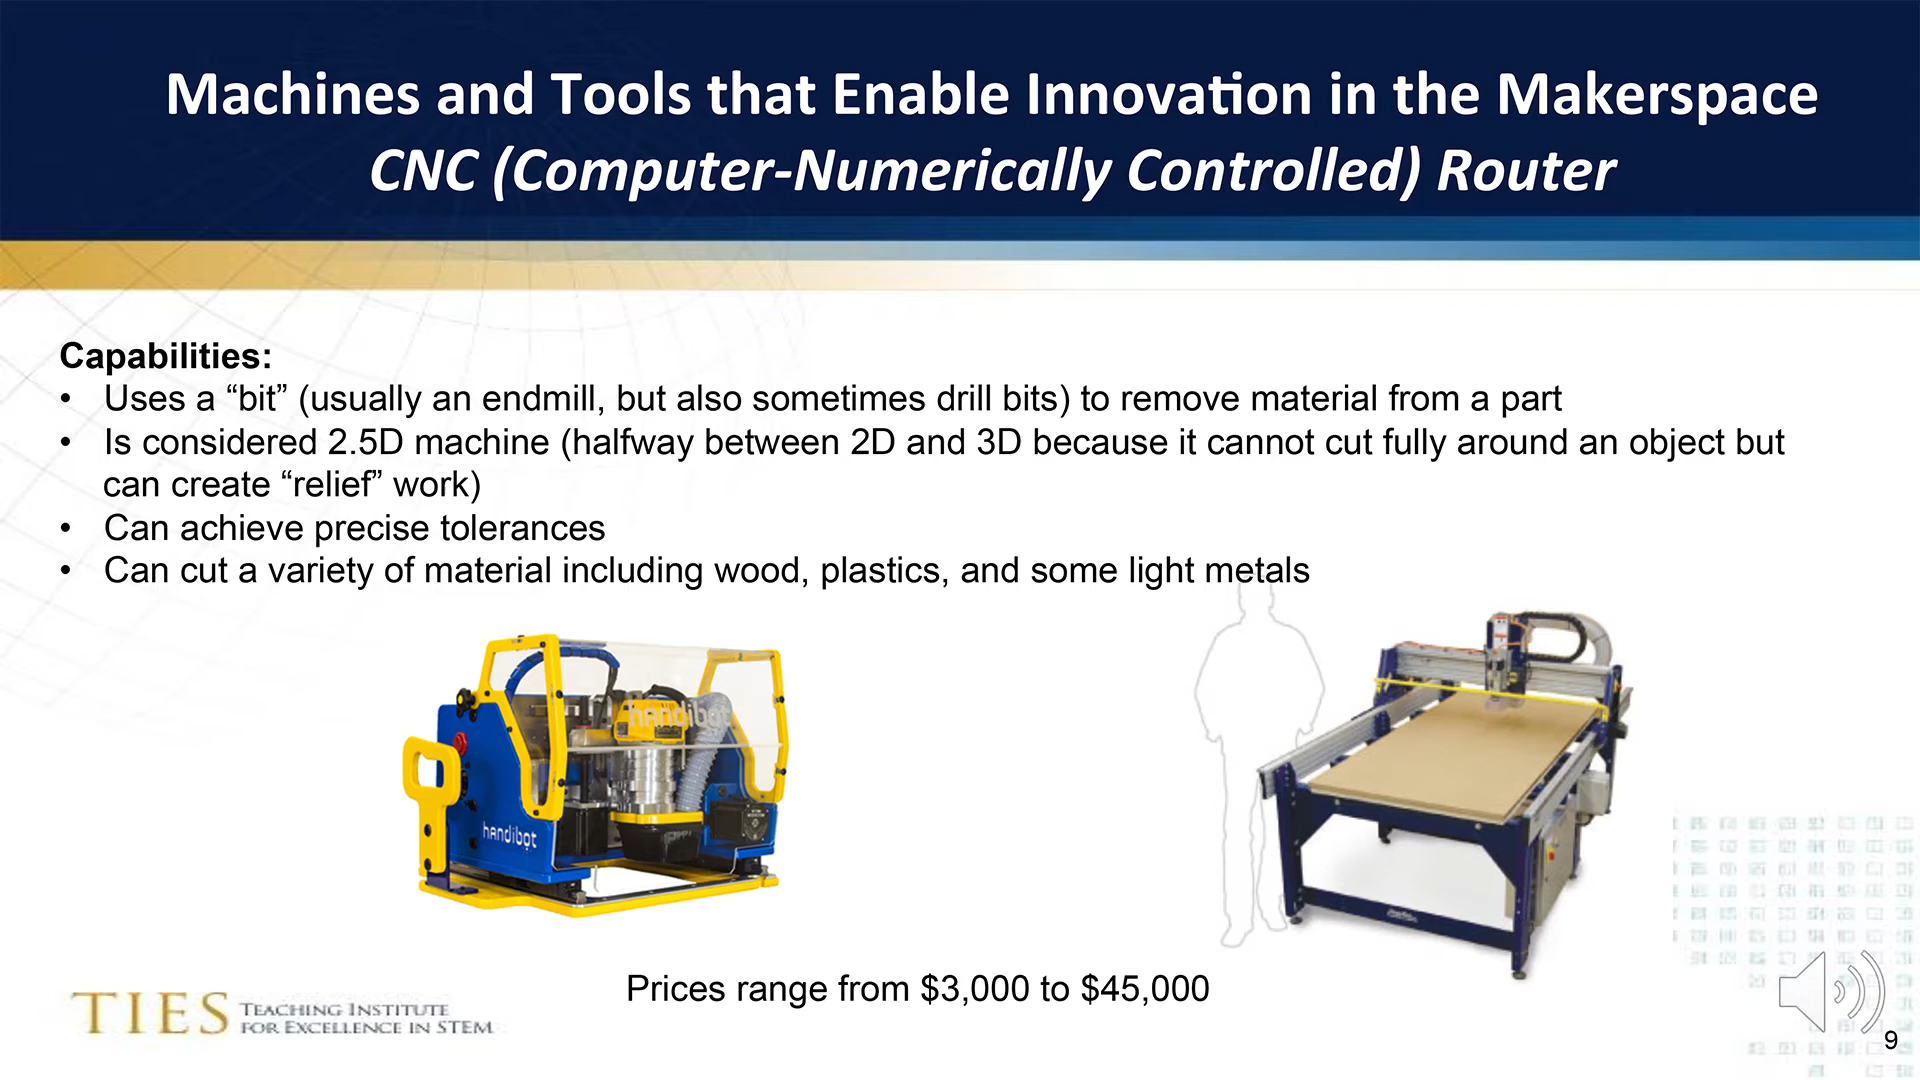 Machines and Tools that Enable Innovation in the Makerspace
CNC (Computer-Numerically Controlled) Router
Capabilities:
• Uses a “bit” (usually an endmill, but also sometimes drill bits) to remove material from a part
• Is considered 2.5D machine (halfway between 2D and 3D because it cannot cut fully around an object but
can create “relief” work)
• Can achieve precise tolerances
• Can cut a variety of material including wood, plastics, and some light metals
handibot
handibot
Prices range from $3,000 to $45,000
TIES TEACHING INSTITUTE
FOR EXCELLENCE IN STEM
9